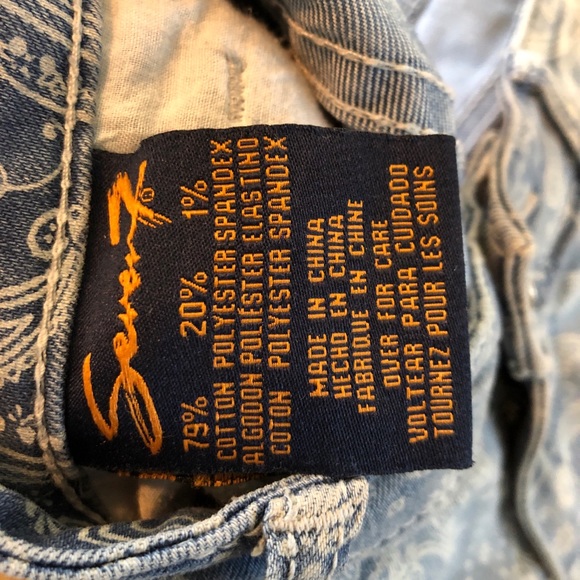 Seven7®
79% 20% 1%
COTTON POLYESTER SPANDEX
ALGODON POLIÉSTER ELASTINO
COTON POLYESTER SPANDEX
MADE IN CHINA
HECHO EN CHINA
FABRIQUE EN CHINE
OVER FOR CARE
VOLTEAR PARA CUIDADO
TOURNEZ POUR LES SOINS